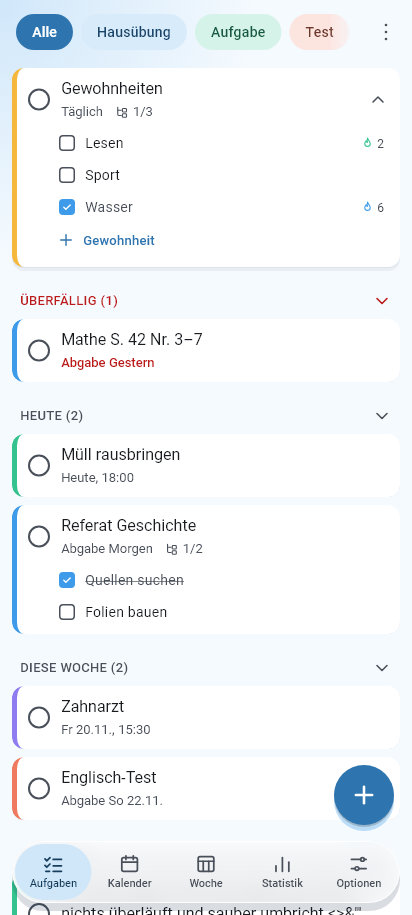 Alle Hausübung Aufgabe Test
Gewohnheiten
Täglich 1/3
Lesen 2
Sport
Wasser 6
+ Gewohnheit
ÜBERFÄLLIG (1)
Mathe S. 42 Nr. 3–7
Abgabe Gestern
HEUTE (2)
Müll rausbringen
Heute, 18:00
Referat Geschichte
Abgabe Morgen 1/2
Quellen suchen
Folien bauen
DIESE WOCHE (2)
Zahnarzt
Fr 20.11., 15:30
Englisch-Test
Abgabe So 22.11.
Aufgaben Kalender Woche Statistik Optionen
nichts überläuft und sauber umbricht